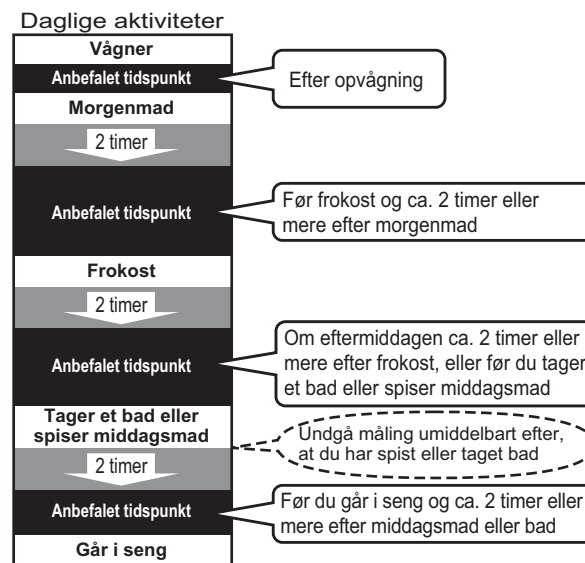 Daglige aktiviteter
Vågner
Anbefalet tidspunkt
Efter opvågning
Morgenmad
2 timer
Anbefalet tidspunkt
Før frokost og ca. 2 timer eller
mere efter morgenmad
Frokost
2 timer
Anbefalet tidspunkt
Om eftermiddagen ca. 2 timer eller
mere efter frokost, eller før du tager
et bad eller spiser middagsmad
Tager et bad eller
spiser middagsmad
Undgå måling umiddelbart efter,
at du har spist eller taget bad
2 timer
Anbefalet tidspunkt
Før du går i seng og ca. 2 timer eller
mere efter middagsmad eller bad
Går i seng